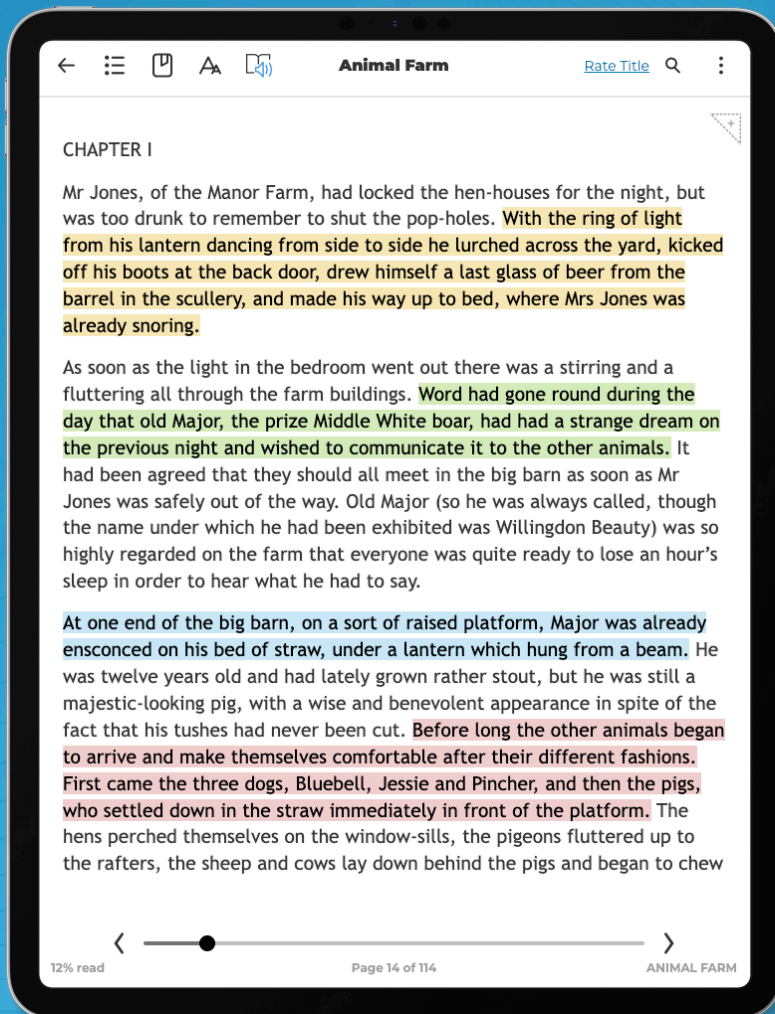 Animal Farm
Rate Title
CHAPTER I
Mr Jones, of the Manor Farm, had locked the hen-houses for the night, but
was too drunk to remember to shut the pop-holes. With the ring of light
from his lantern dancing from side to side he lurched across the yard, kicked
off his boots at the back door, drew himself a last glass of beer from the
barrel in the scullery, and made his way up to bed, where Mrs Jones was
already snoring.
As soon as the light in the bedroom went out there was a stirring and a
fluttering all through the farm buildings. Word had gone round during the
day that old Major, the prize Middle White boar, had had a strange dream on
the previous night and wished to communicate it to the other animals. It
had been agreed that they should all meet in the big barn as soon as Mr
Jones was safely out of the way. Old Major (so he was always called, though
the name under which he had been exhibited was Willingdon Beauty) was so
highly regarded on the farm that everyone was quite ready to lose an hour’s
sleep in order to hear what he had to say.
At one end of the big barn, on a sort of raised platform, Major was already
ensconced on his bed of straw, under a lantern which hung from a beam. He
was twelve years old and had lately grown rather stout, but he was still a
majestic-looking pig, with a wise and benevolent appearance in spite of the
fact that his tushes had never been cut. Before long the other animals began
to arrive and make themselves comfortable after their different fashions.
First came the three dogs, Bluebell, Jessie and Pincher, and then the pigs,
who settled down in the straw immediately in front of the platform. The
hens perched themselves on the window-sills, the pigeons fluttered up to
the rafters, the sheep and cows lay down behind the pigs and began to chew
12% read
Page 14 of 114
ANIMAL FARM